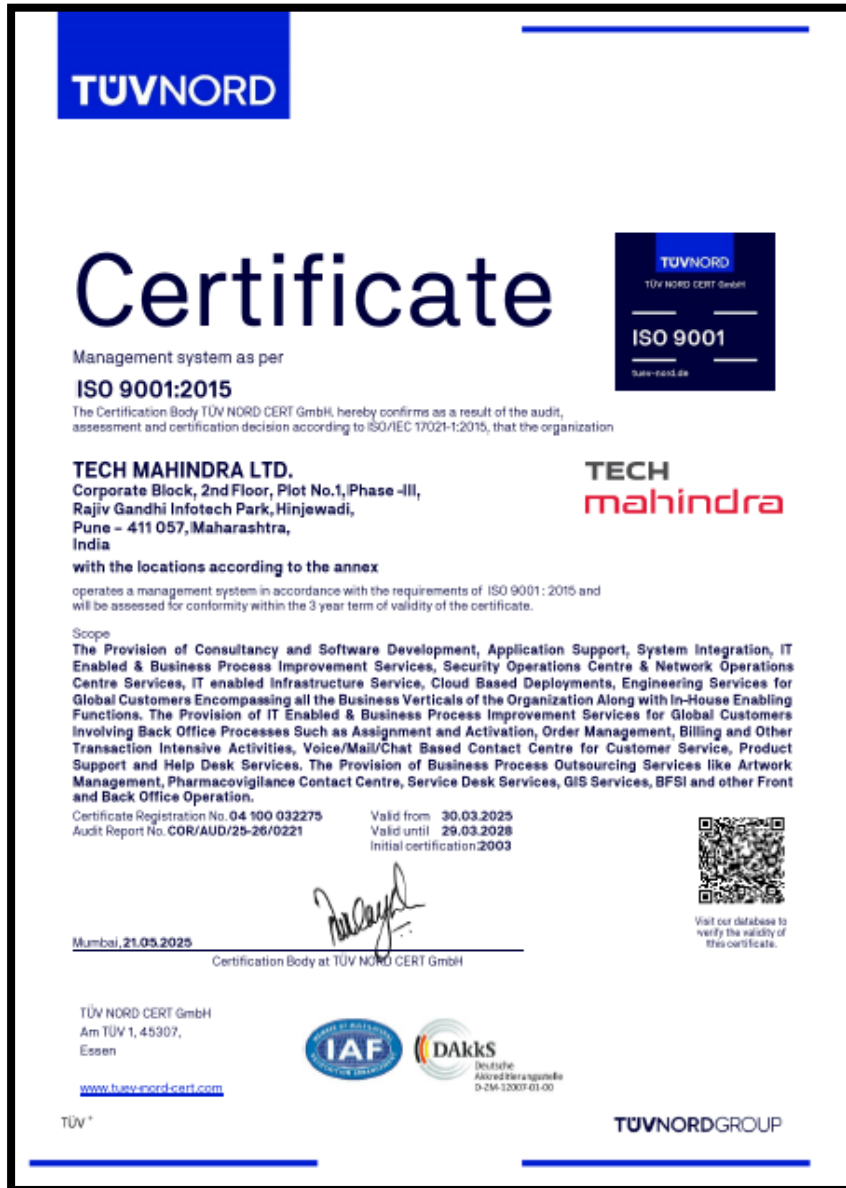 TÜVNORD
Certificate
TÜVNORD
TÜV NORD CERT GmbH
ISO 9001
tuev-nord.de
Management system as per
ISO 9001:2015
The Certification Body TÜV NORD CERT GmbH, hereby confirms as a result of the audit,
assessment and certification decision according to ISO/IEC 17021-1:2015, that the organization
TECH MAHINDRA LTD.
Corporate Block, 2nd Floor, Plot No.1, Phase -III,
Rajiv Gandhi Infotech Park, Hinjewadi,
Pune – 411 057, Maharashtra,
India
TECH
mahindra
with the locations according to the annex
operates a management system in accordance with the requirements of ISO 9001 : 2015 and
will be assessed for conformity within the 3 year term of validity of the certificate.
Scope
The Provision of Consultancy and Software Development, Application Support, System Integration, IT
Enabled & Business Process Improvement Services, Security Operations Centre & Network Operations
Centre Services, IT enabled Infrastructure Service, Cloud Based Deployments, Engineering Services for
Global Customers Encompassing all the Business Verticals of the Organization Along with In-House Enabling
Functions. The Provision of IT Enabled & Business Process Improvement Services for Global Customers
Involving Back Office Processes Such as Assignment and Activation, Order Management, Billing and Other
Transaction Intensive Activities, Voice/Mail/Chat Based Contact Centre for Customer Service, Product
Support and Help Desk Services. The Provision of Business Process Outsourcing Services like Artwork
Management, Pharmacovigilance Contact Centre, Service Desk Services, GIS Services, BFSI and other Front
and Back Office Operation.
Certificate Registration No. 04 100 032275
Audit Report No. COR/AUD/25-26/0221
Valid from 30.03.2025
Valid until 29.03.2028
Initial certification:2003
Visit our database to
verify the validity of
this certificate.
Mumbai, 21.05.2025
Certification Body at TÜV NORD CERT GmbH
TÜV NORD CERT GmbH
Am TÜV 1, 45307,
Essen
www.tuev-nord-cert.com
IAF
DAkkS
Deutsche
Akkreditierungsstelle
D-ZM-12007-01-00
TÜV ®
TÜVNORDGROUP